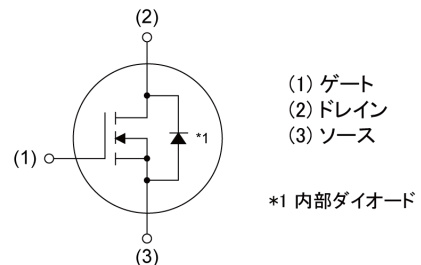 (2)
(1) ゲート
(2) ドレイン
(3) ソース
*1
(1)
*1 内部ダイオード
(3)